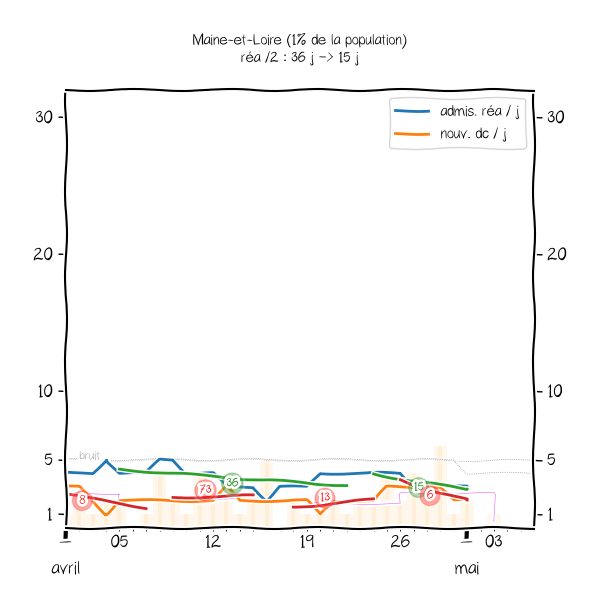 Maine-et-Loire (1% de la population)
réa /2 : 36 j -> 15 j
admis. réa / j
nouv. dc / j
30 30
20 20
10 10
5 bruit 5
1 1
8 73 36 13 15 6
05 12 19 26 03
avril mai